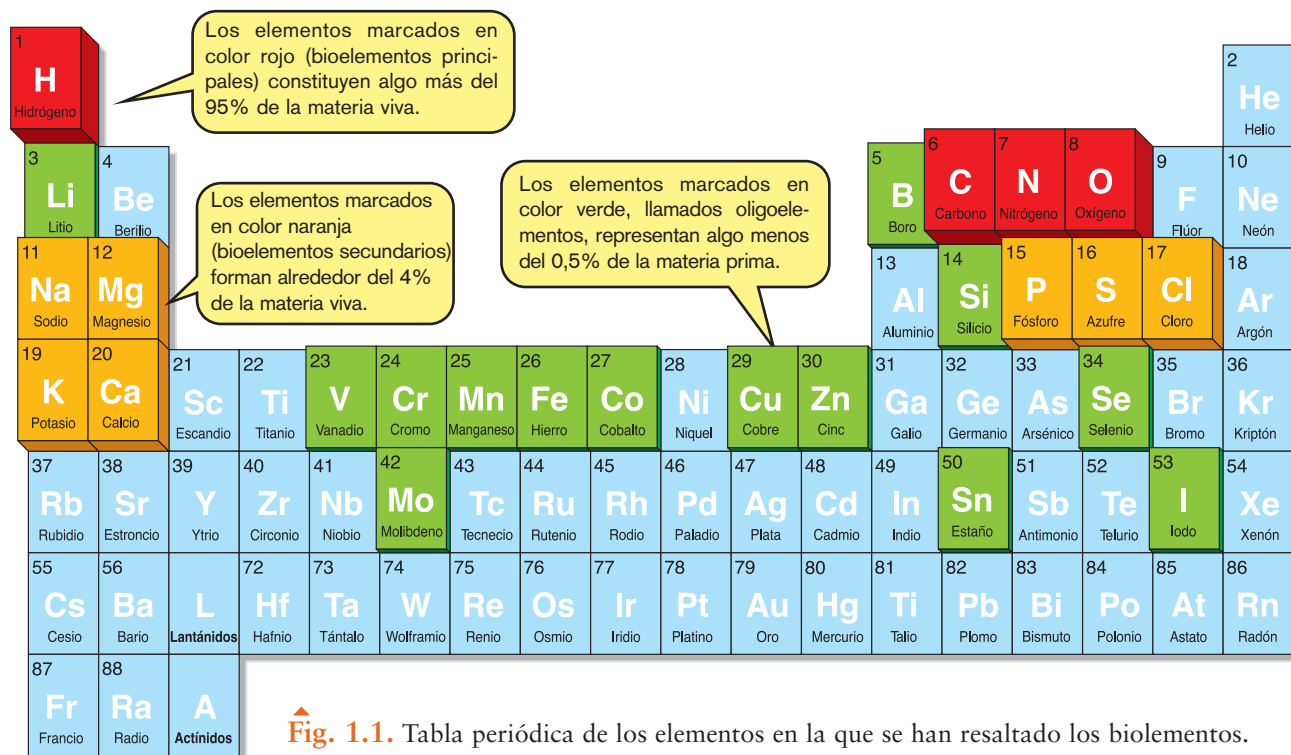 1
H
Hidrógeno
Los elementos marcados en
color rojo (bioelementos princi-
pales) constituyen algo más del
95% de la materia viva.
2
He
Helio
3
Li
Litio
4
Be
Berilio
Los elementos marcados
en color naranja
(bioelementos secundarios)
forman alrededor del 4%
de la materia viva.
Los elementos marcados en
color verde, llamados oligoele-
mentos, representan algo menos
del 0,5% de la materia prima.
5
B
Boro
6
C
Carbono
7
N
Nitrógeno
8
O
Oxígeno
9
F
Flúor
10
Ne
Neón
11
Na
Sodio
12
Mg
Magnesio
13
Al
Aluminio
14
Si
Silicio
15
P
Fósforo
16
S
Azufre
17
Cl
Cloro
18
Ar
Argón
19
K
Potasio
20
Ca
Calcio
21
Sc
Escandio
22
Ti
Titanio
23
V
Vanadio
24
Cr
Cromo
25
Mn
Manganeso
26
Fe
Hierro
27
Co
Cobalto
28
Ni
Niquel
29
Cu
Cobre
30
Zn
Cinc
31
Ga
Galio
32
Ge
Germanio
33
As
Arsénico
34
Se
Selenio
35
Br
Bromo
36
Kr
Kriptón
37
Rb
Rubidio
38
Sr
Estroncio
39
Y
Ytrio
40
Zr
Circonio
41
Nb
Niobio
42
Mo
Molibdeno
43
Tc
Tecnecio
44
Ru
Rutenio
45
Rh
Rodio
46
Pd
Paladio
47
Ag
Plata
48
Cd
Cadmio
49
In
Indio
50
Sn
Estaño
51
Sb
Antimonio
52
Te
Telurio
53
I
Iodo
54
Xe
Xenón
55
Cs
Cesio
56
Ba
Bario
L
Lantánidos
72
Hf
Hafnio
73
Ta
Tántalo
74
W
Wolframio
75
Re
Renio
76
Os
Osmio
77
Ir
Iridio
78
Pt
Platino
79
Au
Oro
80
Hg
Mercurio
81
Ti
Talio
82
Pb
Plomo
83
Bi
Bismuto
84
Po
Polonio
85
At
Astato
86
Rn
Radón
87
Fr
Francio
88
Ra
Radio
A
Actínidos
Fig. 1.1. Tabla periódica de los elementos en la que se han resaltado los biolementos.